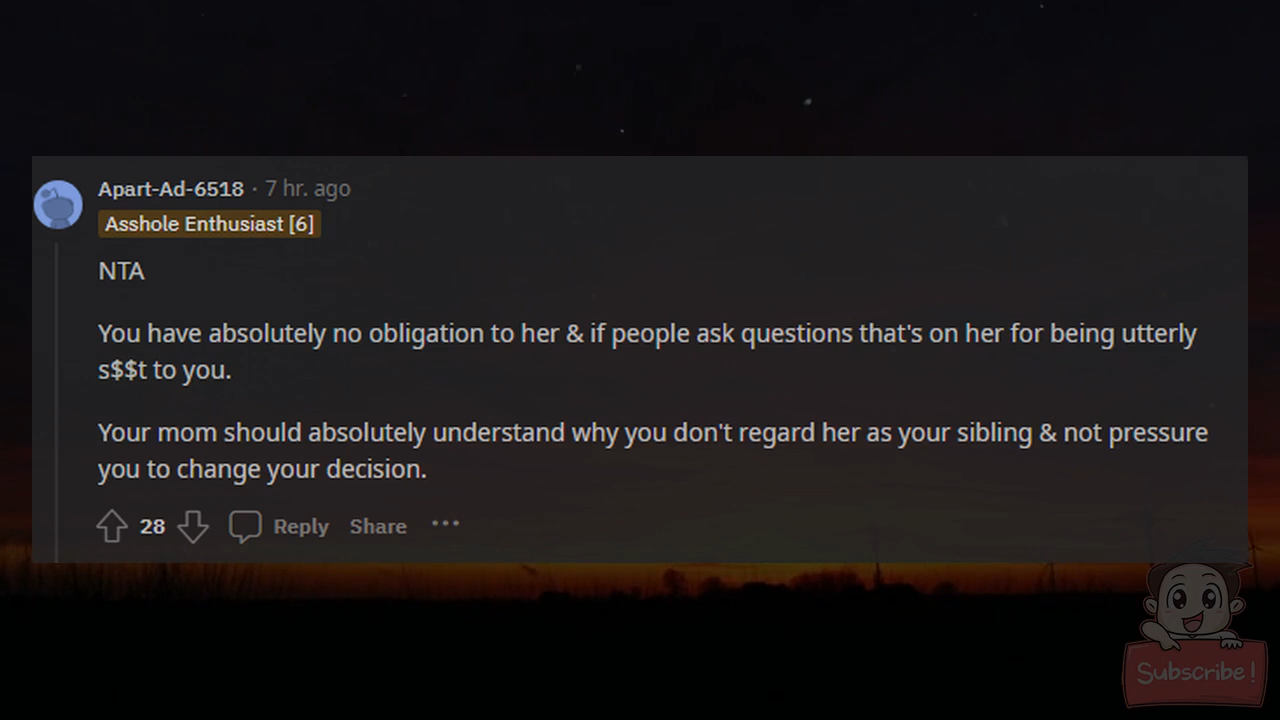 Apart-Ad-6518 · 7 hr. ago
Asshole Enthusiast [6]
NTA
You have absolutely no obligation to her & if people ask questions that's on her for being utterly
s$$t to you.
Your mom should absolutely understand why you don't regard her as your sibling & not pressure
you to change your decision.
28 Reply Share ···
Subscribe!